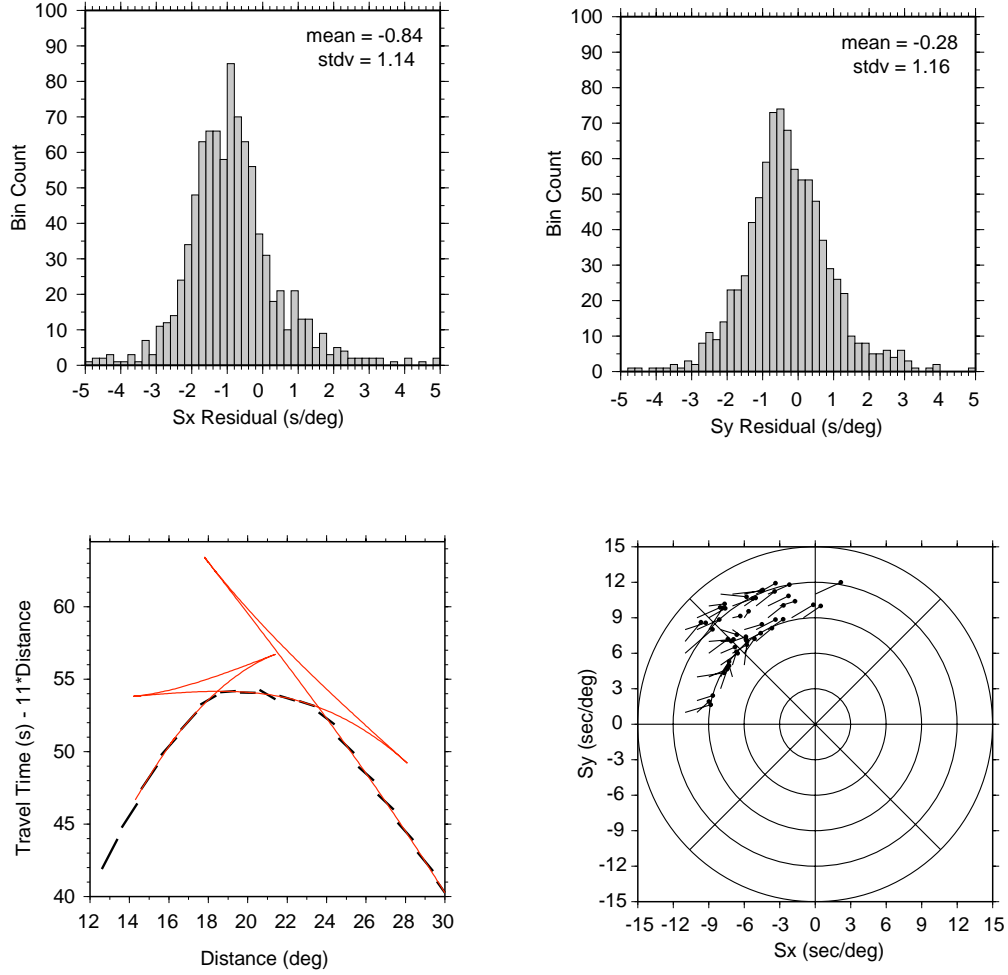 100
90
80
70
60
50
40
30
20
10
0
Bin Count
mean = -0.84
stdv = 1.14
-5 -4 -3 -2 -1 0 1 2 3 4 5
Sx Residual (s/deg)
100
90
80
70
60
50
40
30
20
10
0
Bin Count
mean = -0.28
stdv = 1.16
-5 -4 -3 -2 -1 0 1 2 3 4 5
Sy Residual (s/deg)
60
55
50
45
40
Travel Time (s) - 11*Distance
12 14 16 18 20 22 24 26 28 30
Distance (deg)
15
12
9
6
3
0
-3
-6
-9
-12
-15
Sy (sec/deg)
-15 -12 -9 -6 -3 0 3 6 9 12 15
Sx (sec/deg)